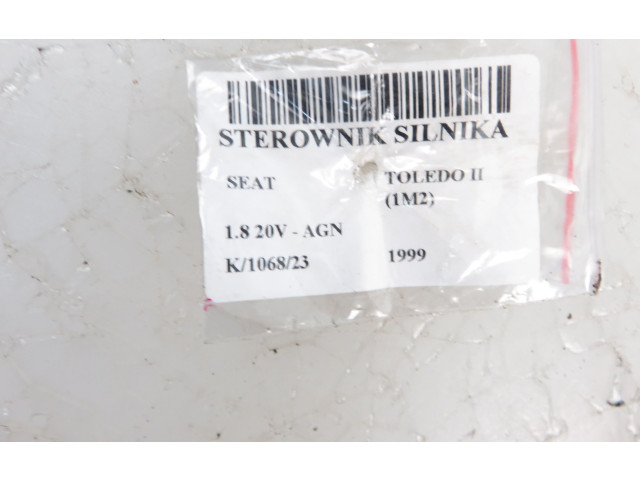 STEROWNIK SILNIKA
SEAT TOLEDO II
(1M2)
1.8 20V - AGN
K/1068/23 1999